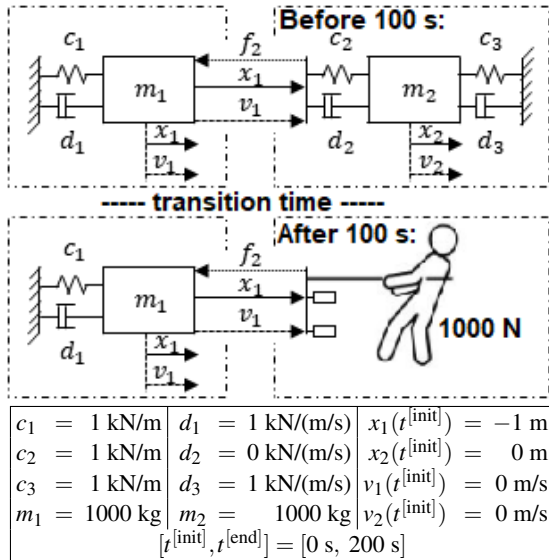 Before 100 s:
c₁ f₂ c₂ c₃
m₁ x₁ m₂
v₁
d₁ x₁ d₂ x₂ d₃
v₁ v₂
----- transition time -----
After 100 s:
c₁ f₂
m₁ x₁
v₁ 1000 N
d₁ x₁
v₁
c₁ = 1 kN/m d₁ = 1 kN/(m/s) x₁(t^[init]) = −1 m
c₂ = 1 kN/m d₂ = 0 kN/(m/s) x₂(t^[init]) = 0 m
c₃ = 1 kN/m d₃ = 1 kN/(m/s) v₁(t^[init]) = 0 m/s
m₁ = 1000 kg m₂ = 1000 kg v₂(t^[init]) = 0 m/s
[t^[init], t^[end]] = [0 s, 200 s]